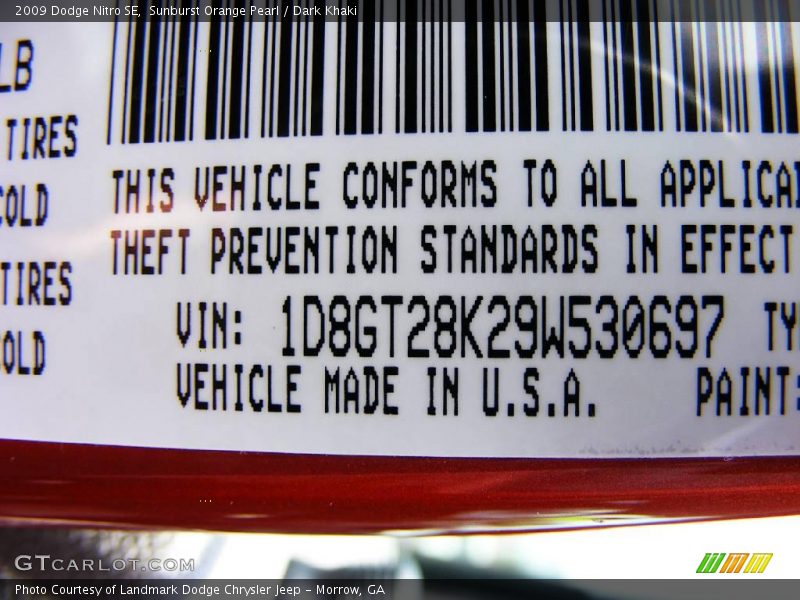 2009 Dodge Nitro SE, Sunburst Orange Pearl / Dark Khaki
LB
TIRES
COLD
TIRES
COLD
THIS VEHICLE CONFORMS TO ALL APPLICA
THEFT PREVENTION STANDARDS IN EFFECT
VIN: 1D8GT28K29W530697 TY
VEHICLE MADE IN U.S.A. PAINT:
GTCARLOT.COM
Photo Courtesy of Landmark Dodge Chrysler Jeep - Morrow, GA